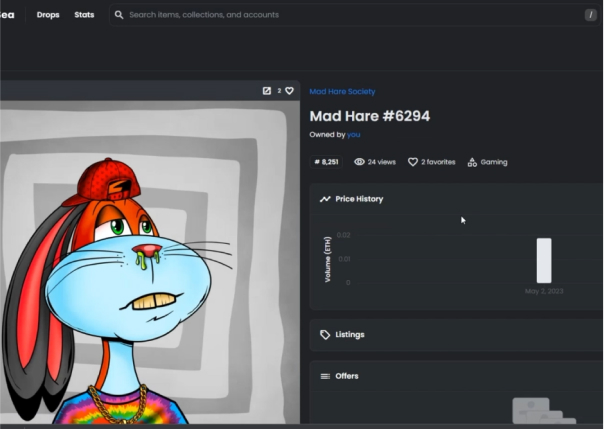 ea Drops Stats Search items, collections, and accounts /
2
Mad Hare Society
Mad Hare #6294
Owned by you
# 8,251 24 views 2 favorites Gaming
Price History
Volume (ETH)
0.02
0.01
0
May 3, 2023
Listings
Offers